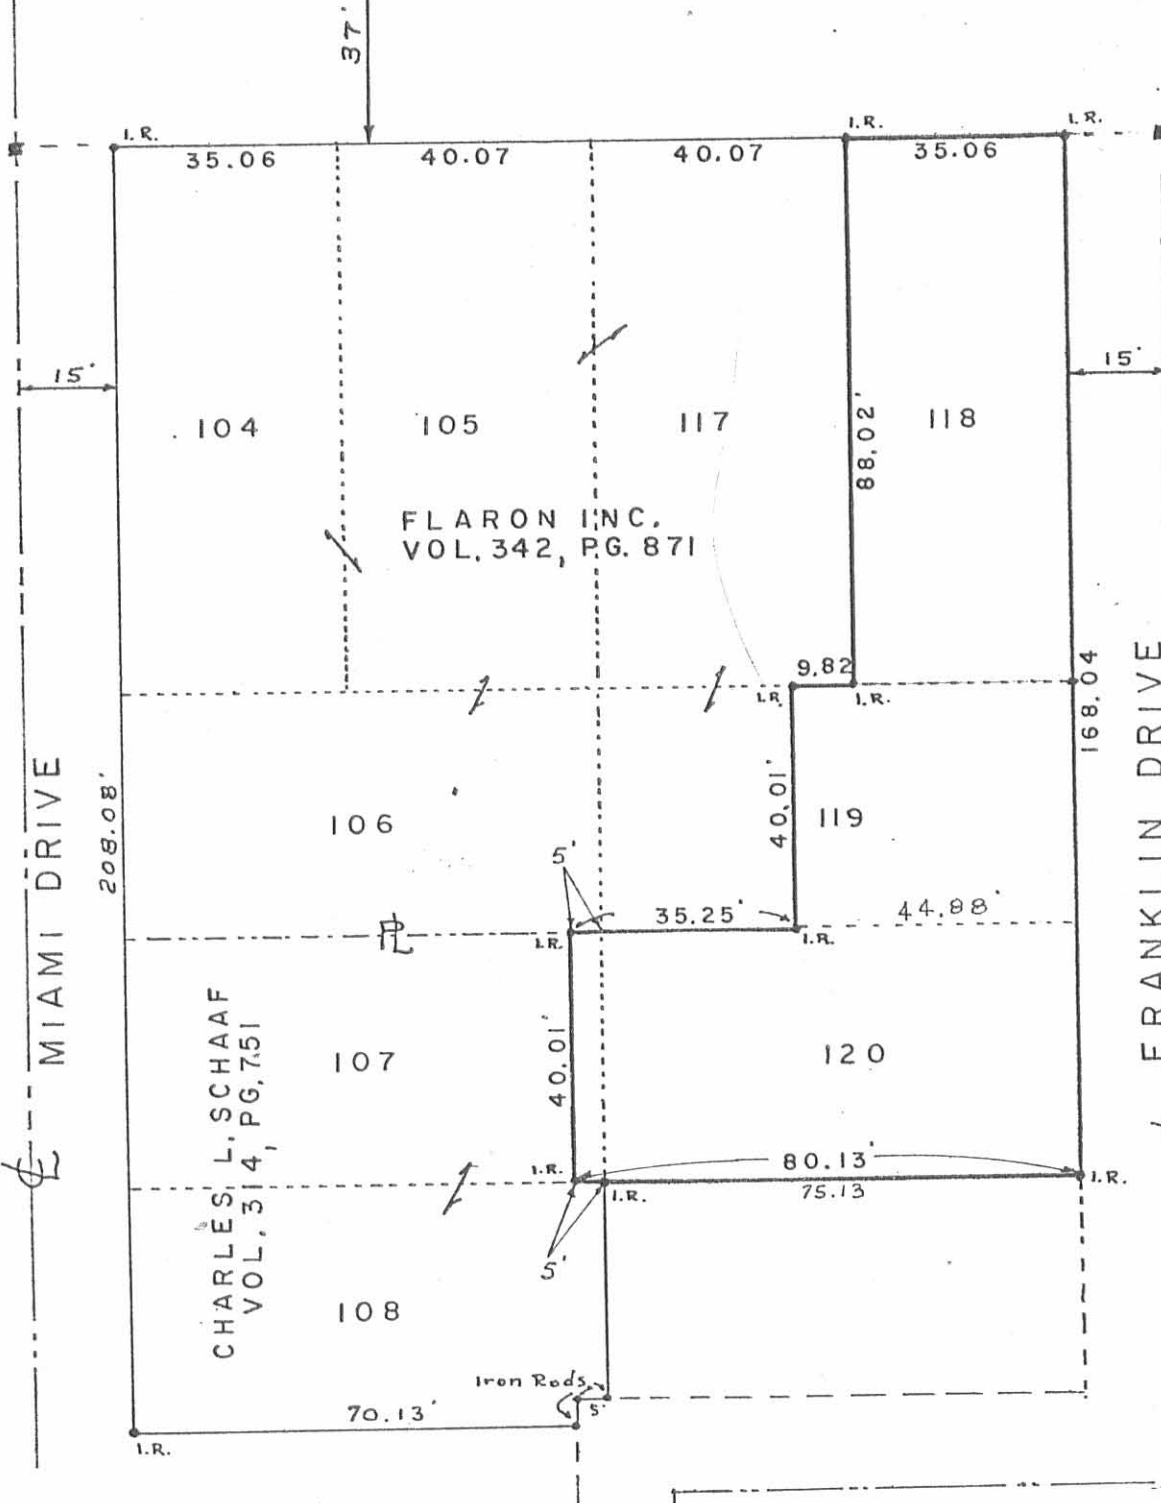 37'
I.R.
I.R.
I.R.
35.06
40.07
40.07
35.06
15'
15'
104
105
117
118
88.02'
FLARON INC.
VOL. 342, PG. 871
9.82
I.R.
I.R.
168.04
FRANKLIN DRIVE
MIAMI DRIVE
208.08'
106
40.01'
119
5'
35.25'
44.88'
PL
I.R.
I.R.
CHARLES L. SCHAAF
VOL. 314, PG. 751
107
40.01'
120
CL
I.R.
80.13'
75.13
I.R.
I.R.
5'
108
Iron Rods
5'
70.13'
I.R.